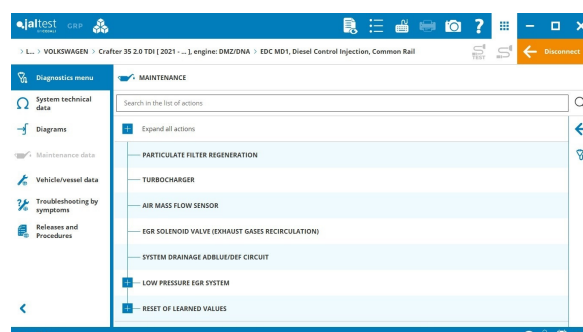 jaltest
GRP
?
> L... > VOLKSWAGEN > Crafter 35 2.0 TDI [ 2021 - ... ], engine: DMZ/DNA > EDC MD1, Diesel Control Injection, Common Rail
TEST
Disconnect
Diagnostics menu
MAINTENANCE
System technical
data
Search in the list of actions
Diagrams
Expand all actions
Maintenance data
PARTICULATE FILTER REGENERATION
Vehicle/vessel data
TURBOCHARGER
Troubleshooting by
symptoms
AIR MASS FLOW SENSOR
Releases and
Procedures
EGR SOLENOID VALVE (EXHAUST GASES RECIRCULATION)
SYSTEM DRAINAGE ADBLUE/DEF CIRCUIT
LOW PRESSURE EGR SYSTEM
RESET OF LEARNED VALUES